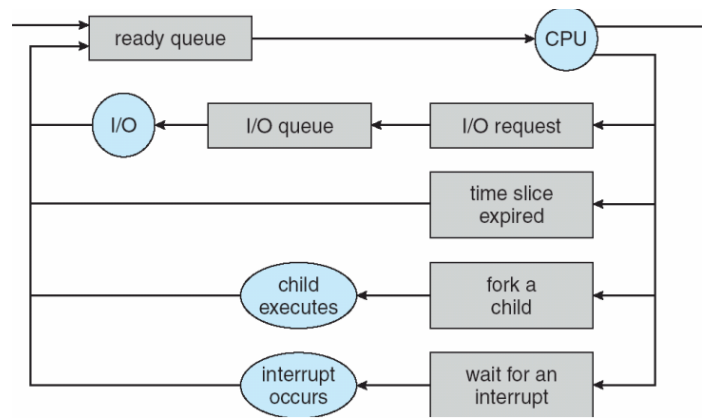 ready queue
CPU
I/O
I/O queue
I/O request
time slice
expired
child
executes
fork a
child
interrupt
occurs
wait for an
interrupt